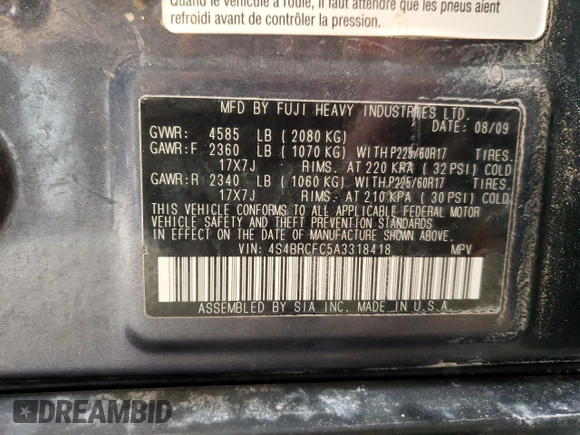 Quand le véhicule a roulé, il faut attendre que les pneus aient
refroidi avant de contrôler la pression.
MFD BY FUJI HEAVY INDUSTRIES LTD.
DATE: 08/09
GVWR: 4585 LB (2080 KG)
GAWR:F 2360 LB (1070 KG) WITH P225/60R17 TIRES.
17X7J RIMS. AT 220 KPA (32 PSI) COLD
GAWR:R 2340 LB (1060 KG) WITH P225/60R17 TIRES.
17X7J RIMS. AT 210 KPA (30 PSI) COLD
THIS VEHICLE CONFORMS TO ALL APPLICABLE FEDERAL MOTOR
VEHICLE SAFETY AND THEFT PREVENTION STANDARDS
IN EFFECT ON THE DATE OF MANUFACTURE SHOWN ABOVE.
VIN: 4S4BRCFC5A3318418 MPV
ASSEMBLED BY SIA INC. MADE IN U.S.A
DREAMBID